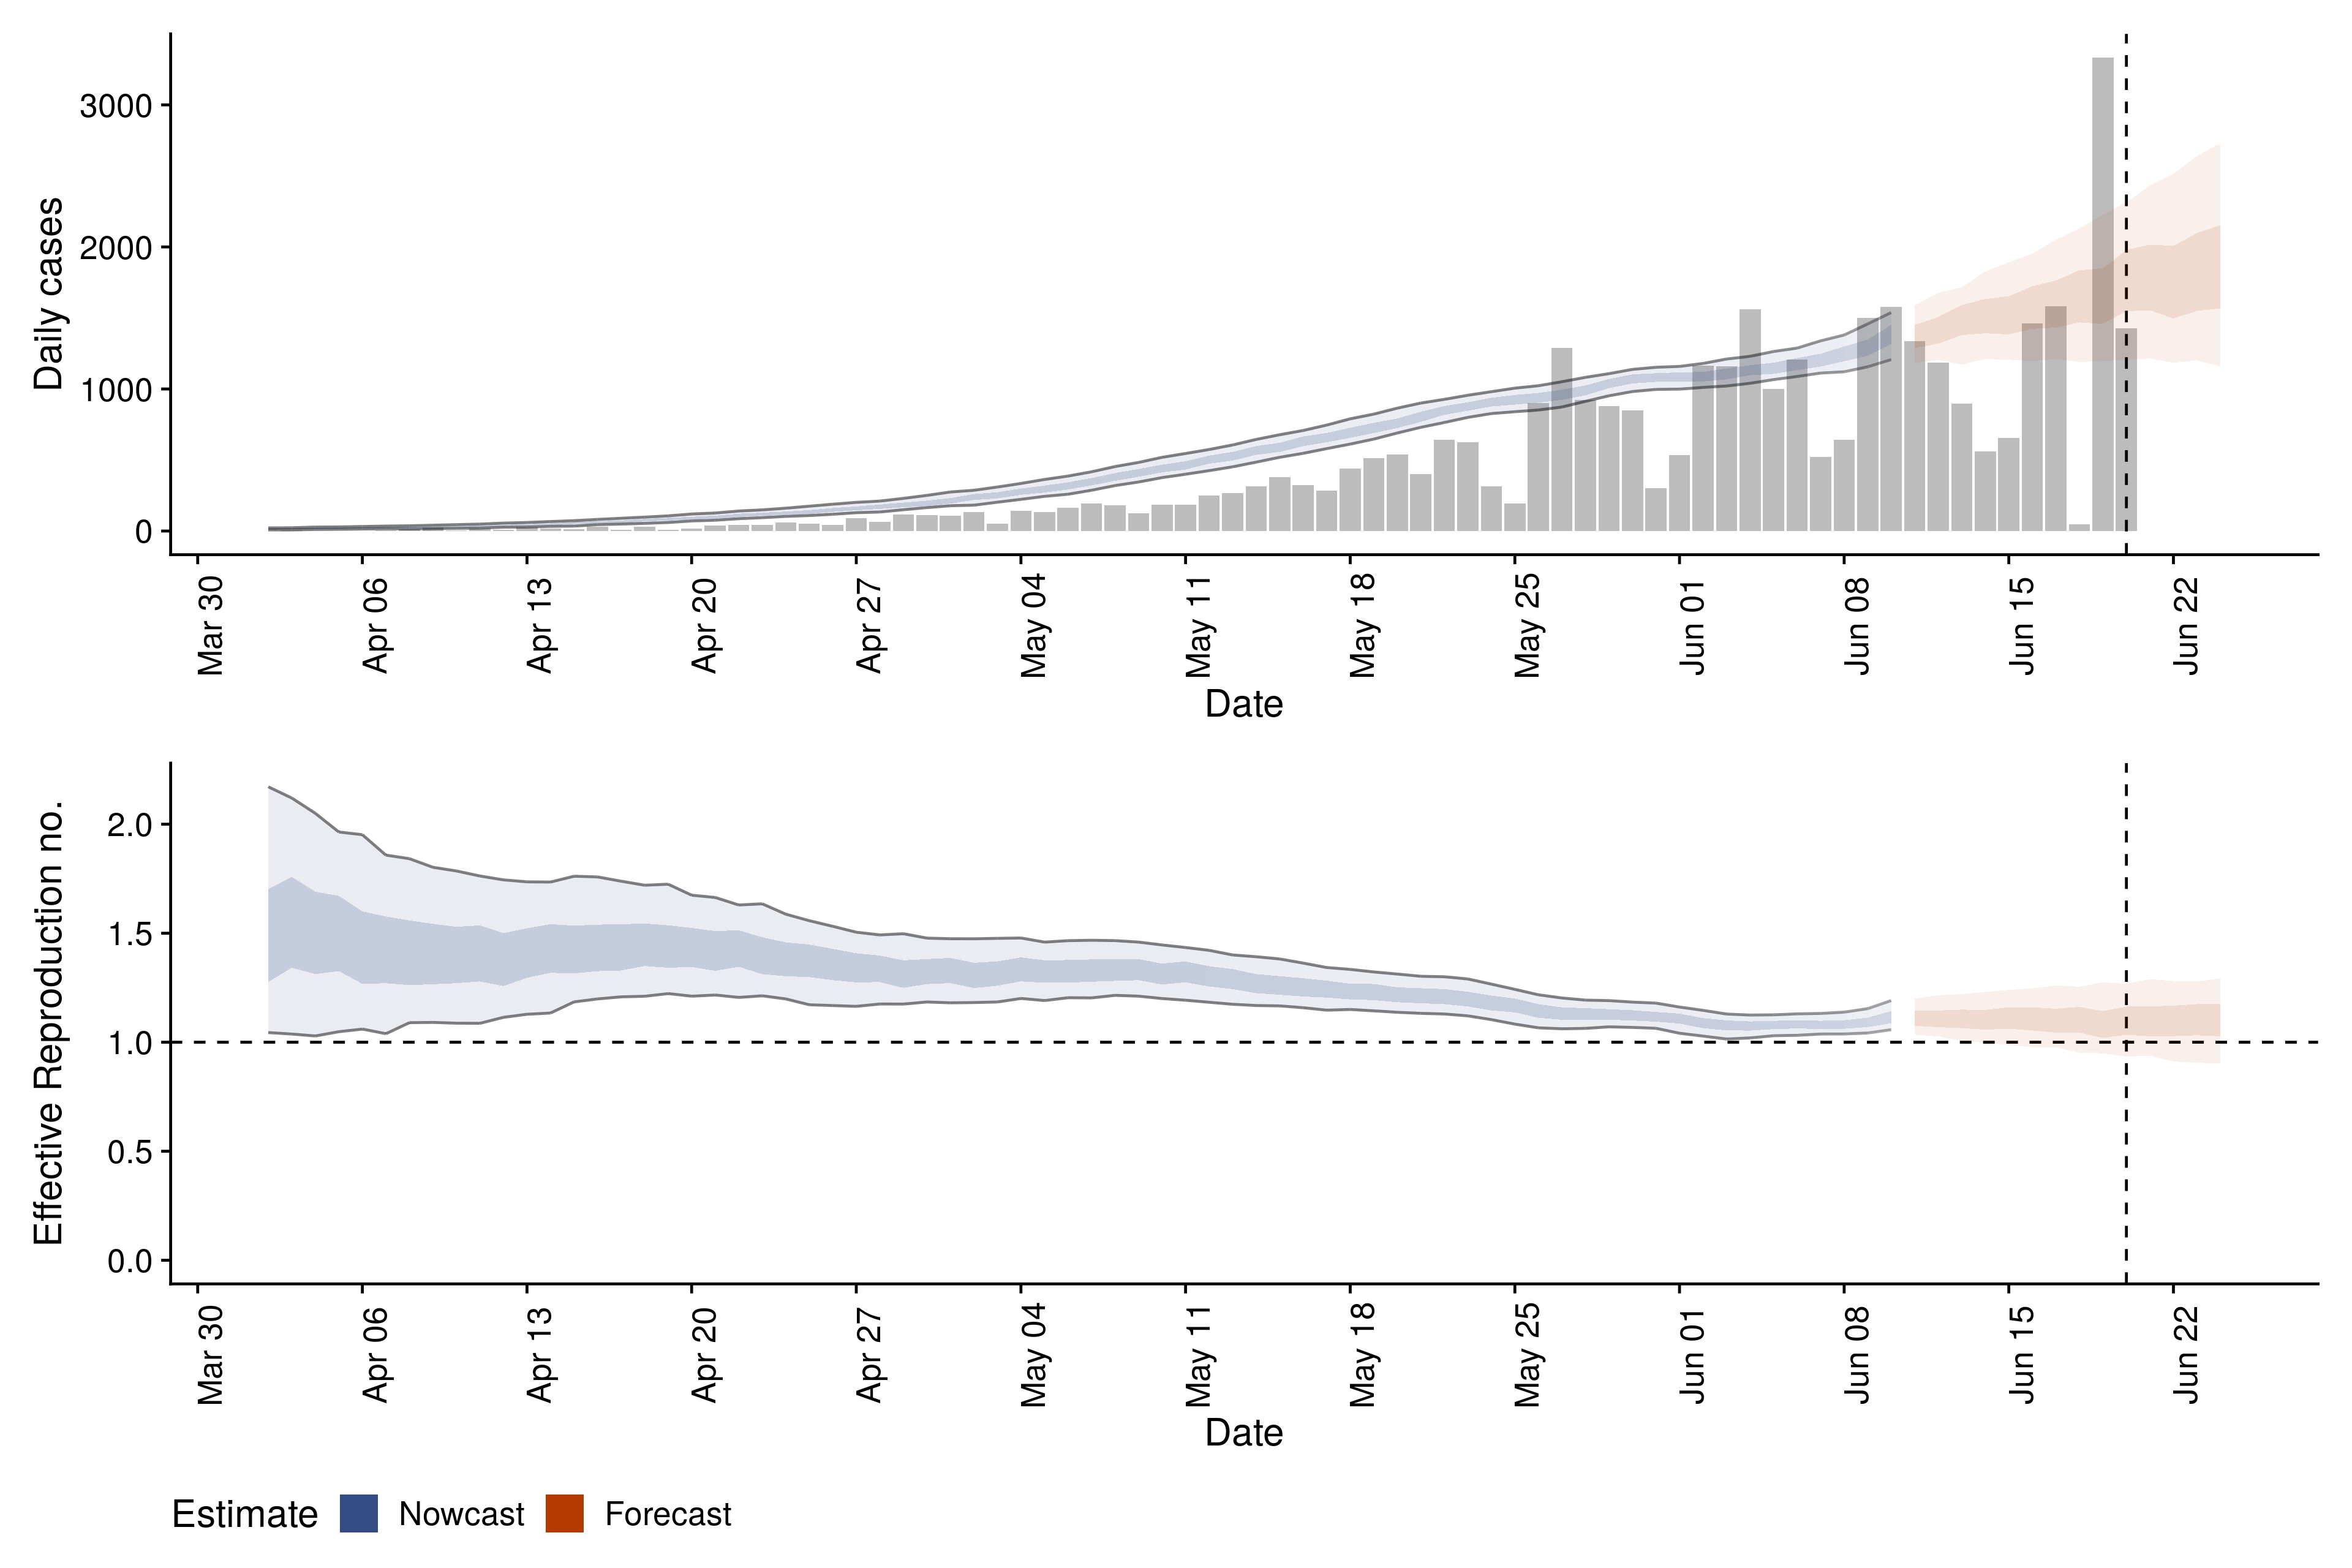 Daily cases
3000
2000
1000
0
Mar 30
Apr 06
Apr 13
Apr 20
Apr 27
May 04
May 11
May 18
May 25
Jun 01
Jun 08
Jun 15
Jun 22
Date
Effective Reproduction no.
2.0
1.5
1.0
0.5
0.0
Mar 30
Apr 06
Apr 13
Apr 20
Apr 27
May 04
May 11
May 18
May 25
Jun 01
Jun 08
Jun 15
Jun 22
Date
Estimate Nowcast Forecast